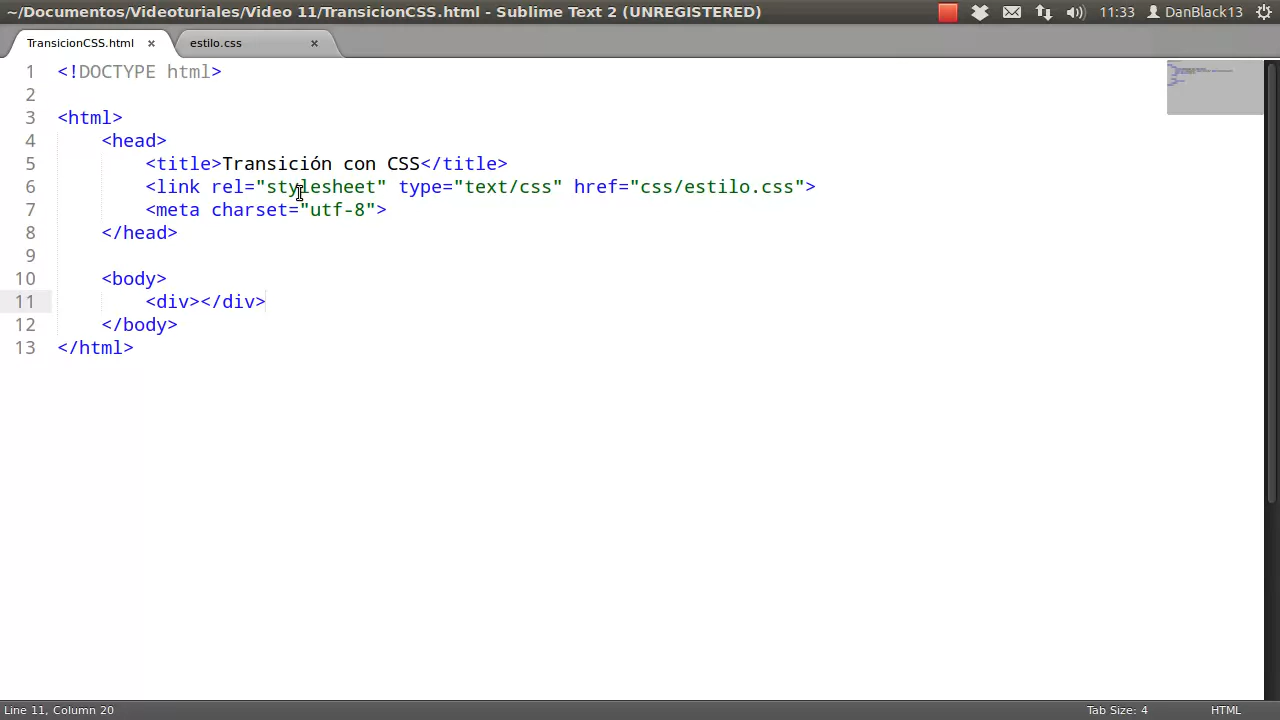 ~/Documentos/Videoturiales/Video 11/TransicionCSS.html - Sublime Text 2 (UNREGISTERED) 11:33 DanBlack13
TransicionCSS.html × estilo.css ×
1 <!DOCTYPE html>
2
3 <html>
4 <head>
5 <title>Transición con CSS</title>
6 <link rel="stylesheet" type="text/css" href="css/estilo.css">
7 <meta charset="utf-8">
8 </head>
9
10 <body>
11 <div></div>
12 </body>
13 </html>
Line 11, Column 20 Tab Size: 4 HTML